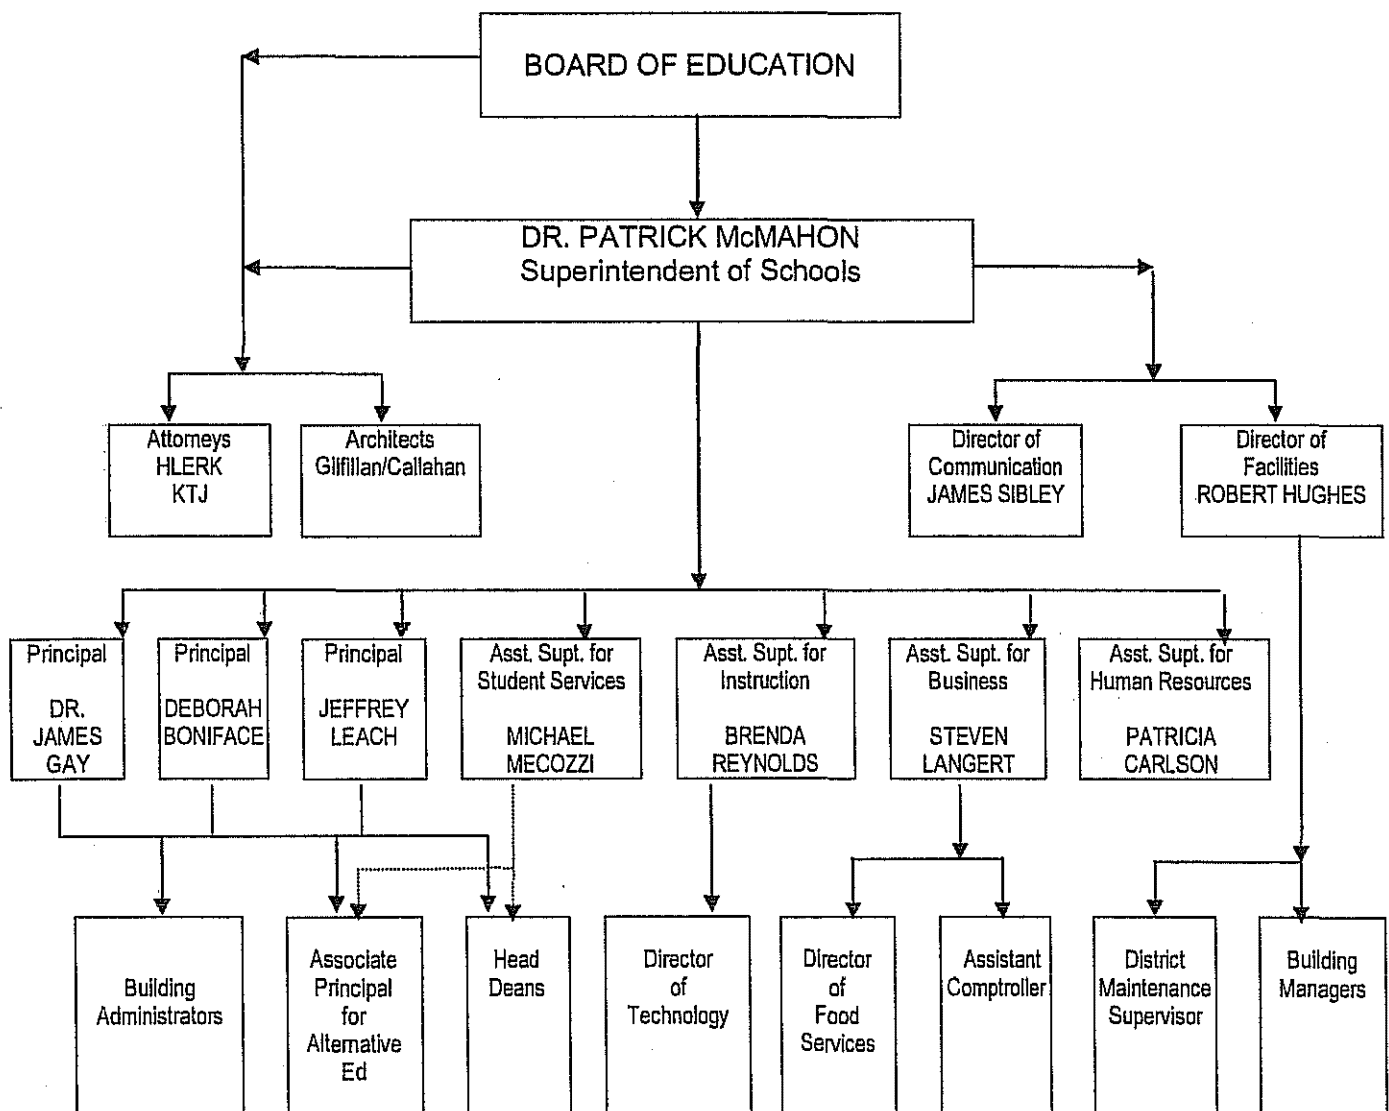 BOARD OF EDUCATION
DR. PATRICK McMAHON
Superintendent of Schools
Attorneys
HLERK
KTJ
Architects
Gilfillan/Callahan
Director of
Communication
JAMES SIBLEY
Director of
Facilities
ROBERT HUGHES
Principal
DR.
JAMES
GAY
Principal
DEBORAH
BONIFACE
Principal
JEFFREY
LEACH
Asst. Supt. for
Student Services
MICHAEL
MECOZZI
Asst. Supt. for
Instruction
BRENDA
REYNOLDS
Asst. Supt. for
Business
STEVEN
LANGERT
Asst. Supt. for
Human Resources
PATRICIA
CARLSON
Building
Administrators
Associate
Principal
for
Alternative
Ed
Head
Deans
Director
of
Technology
Director
of
Food
Services
Assistant
Comptroller
District
Maintenance
Supervisor
Building
Managers